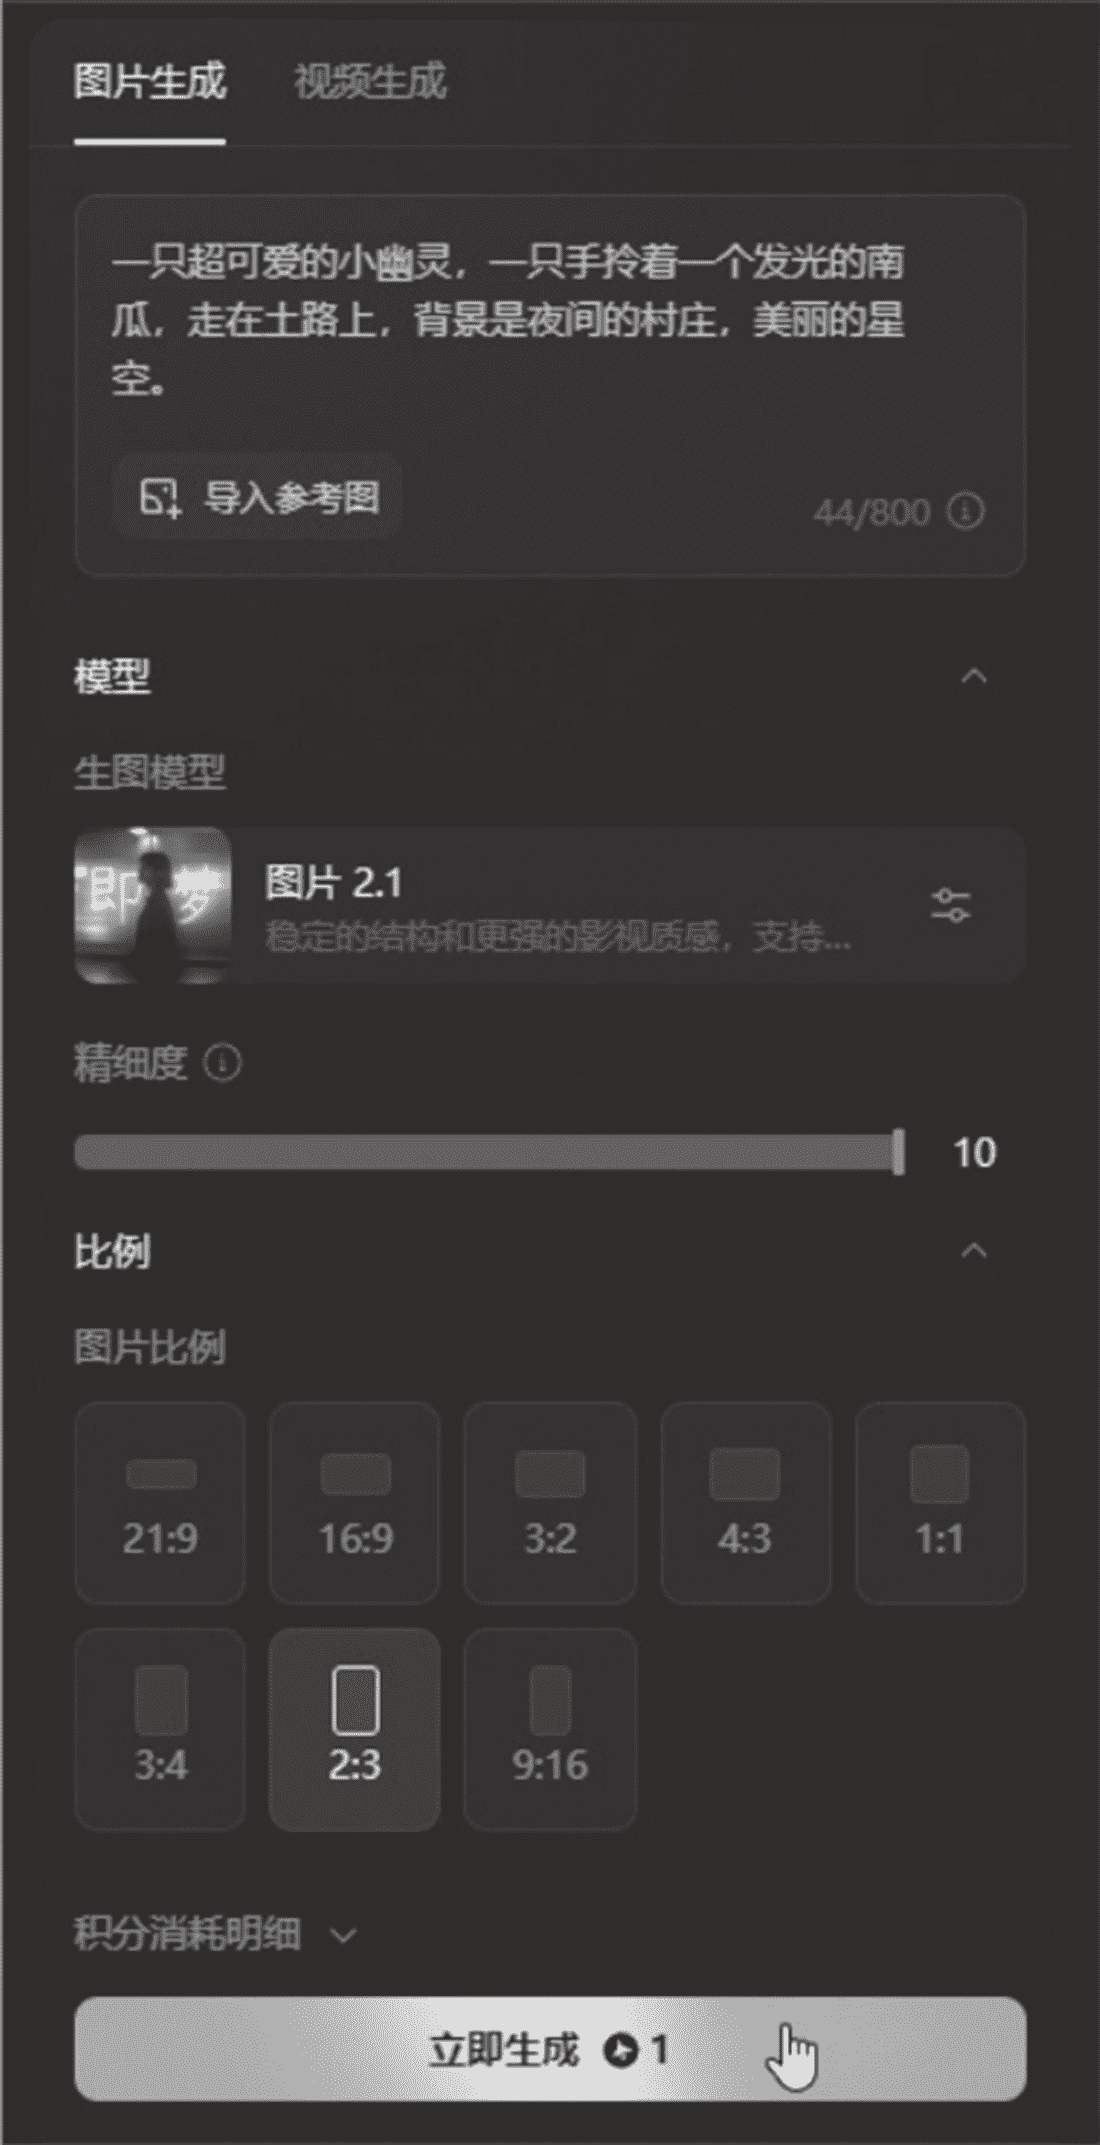 图片生成 视频生成
一只超可爱的小幽灵，一只手拎着一个发光的南
瓜，走在土路上，背景是夜间的村庄，美丽的星
空。
导入参考图 44/800
模型
生图模型
即梦
图片 2.1
稳定的结构和更强的影视质感，支持...
精细度
10
比例
图片比例
21:9 16:9 3:2 4:3 1:1
3:4 2:3 9:16
积分消耗明细
立即生成 1